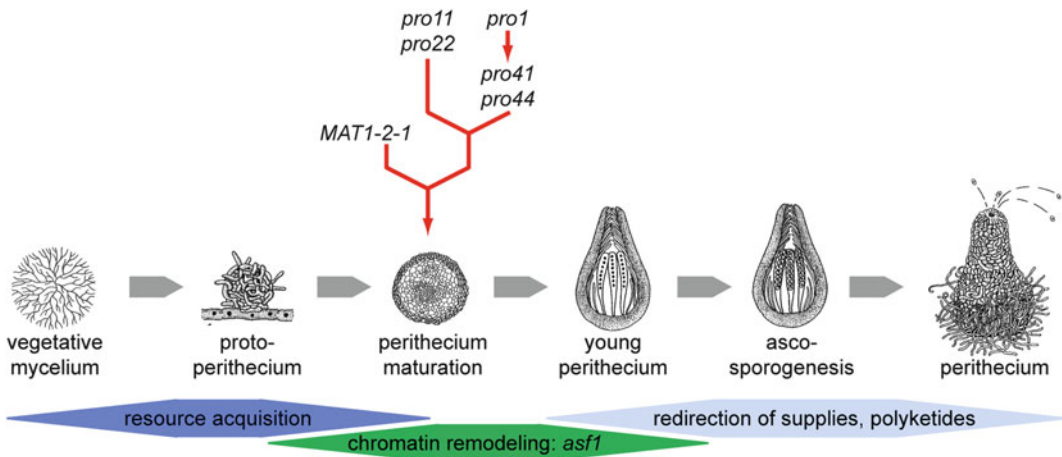 pro11
pro22
pro1
pro41
pro44
MAT1-2-1
vegetative
mycelium
proto-
perithecium
perithecium
maturation
young
perithecium
asco-
sporogenesis
perithecium
resource acquisition
redirection of supplies, polyketides
chromatin remodeling: asf1